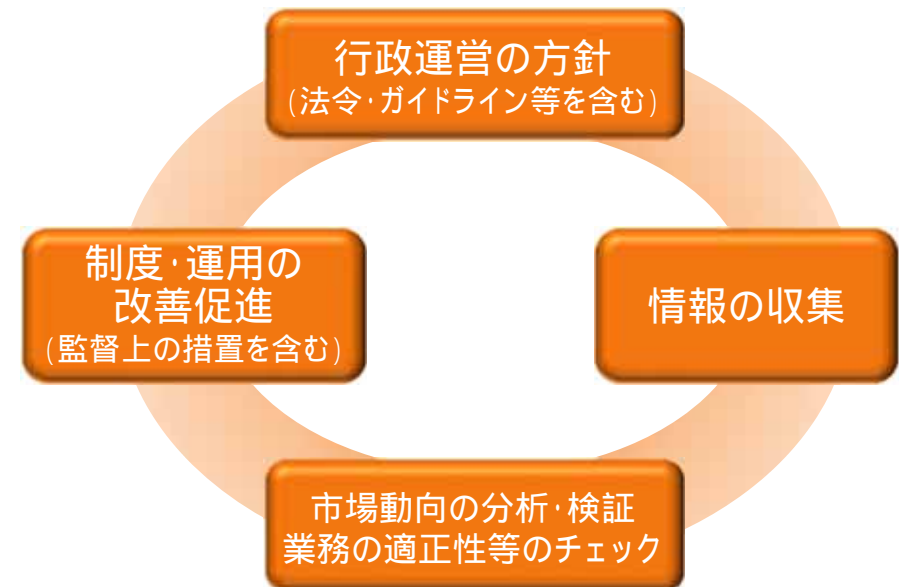 行政運営の方針
(法令・ガイドライン等を含む)
制度・運用の
改善促進
(監督上の措置を含む)
情報の収集
市場動向の分析・検証
業務の適正性等のチェック